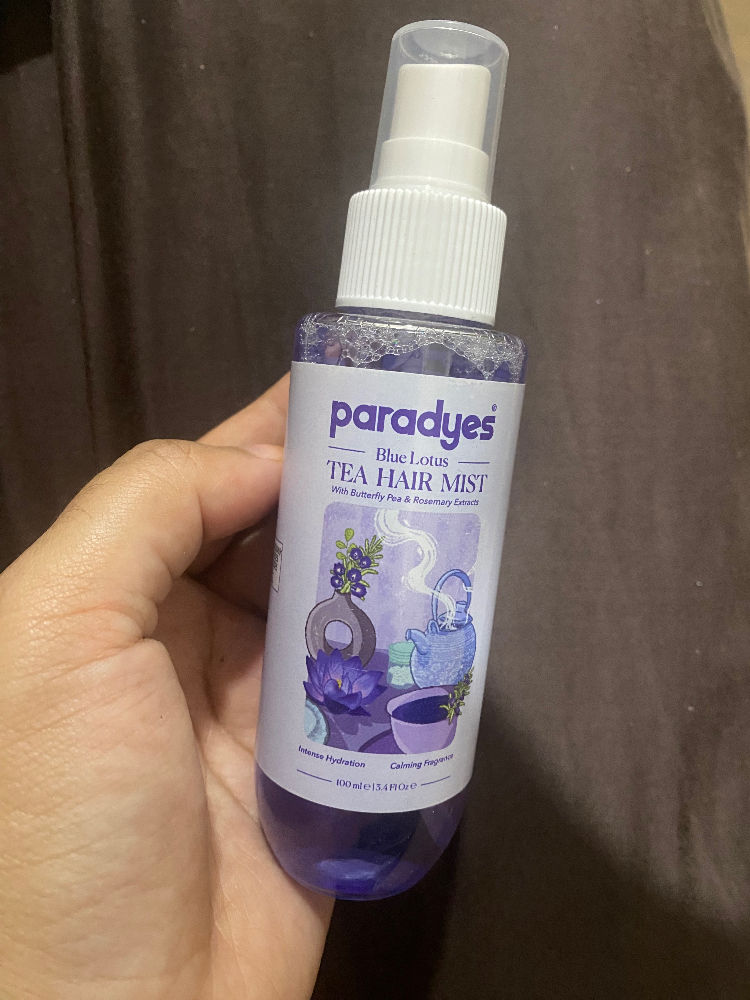 paradyes®
Blue Lotus
TEA HAIR MIST
With Butterfly Pea & Rosemary Extracts
Intense Hydration
Calming Fragrance
100 ml ℮ | 3.4 Fl Oz ℮